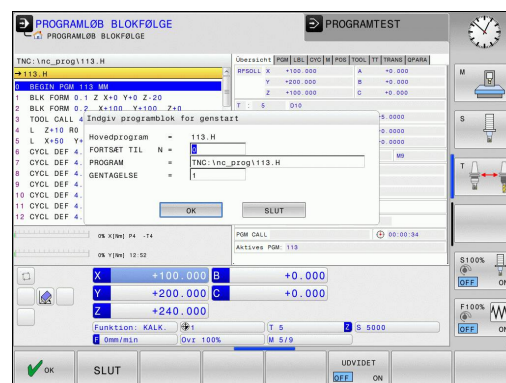 PROGRAMLØB BLOKFØLGE
PROGRAMLØB BLOKFØLGE
PROGRAMTEST
TNC:\nc_prog\113.H
→113.H
0 BEGIN PGM 113 MM
1 BLK FORM 0.1 Z X+0 Y+0 Z-20
2 BLK FORM 0.2 X+100 Y+100 Z+0
3 TOOL CALL 4
4 L Z+10 R0
5 L X+50 Y+
6 CYCL DEF 4.
7 CYCL DEF 4.
8 CYCL DEF 4.
9 CYCL DEF 4.
10 CYCL DEF 4.
11 CYCL DEF 4.
12 CYCL DEF 4.
Übersicht PGM LBL CYC M POS TOOL TT TRANS QPARA
RFSOLL X +100.000 A +0.000
Y +200.000 B +0.000
Z +240.000 C +0.000
T : 5 D10
M9
Indgiv programblok for genstart
Hovedprogram = 113.H
FORTSÆT TIL N = 0
PROGRAM = TNC:\nc_prog\113.H
GENTAGELSE = 1
OK SLUT
0% X[Nm] P4 -T4
0% Y[Nm] 12:52
PGM CALL 00:00:34
Aktives PGM: 113
X +100.000 B +0.000
Y +200.000 C +0.000
Z +240.000
Funktion: KALK. 1 T 5 Z S 5000
F 0mm/min Ovr 100% M 5/9
M
S
T
S100%
OFF ON
F100%
OFF ON
OK
SLUT
UDVIDET
OFF ON